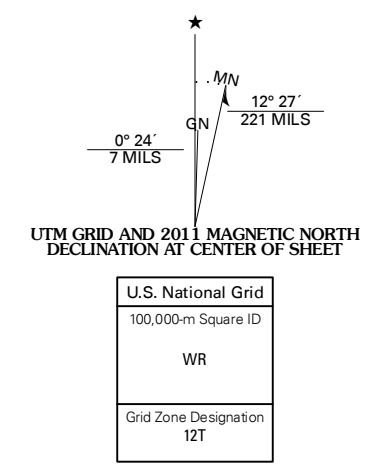 ★
MN
12° 27´
221 MILS
GN
0° 24´
7 MILS
UTM GRID AND 2011 MAGNETIC NORTH
DECLINATION AT CENTER OF SHEET
U.S. National Grid
100,000-m Square ID
WR
Grid Zone Designation
12T